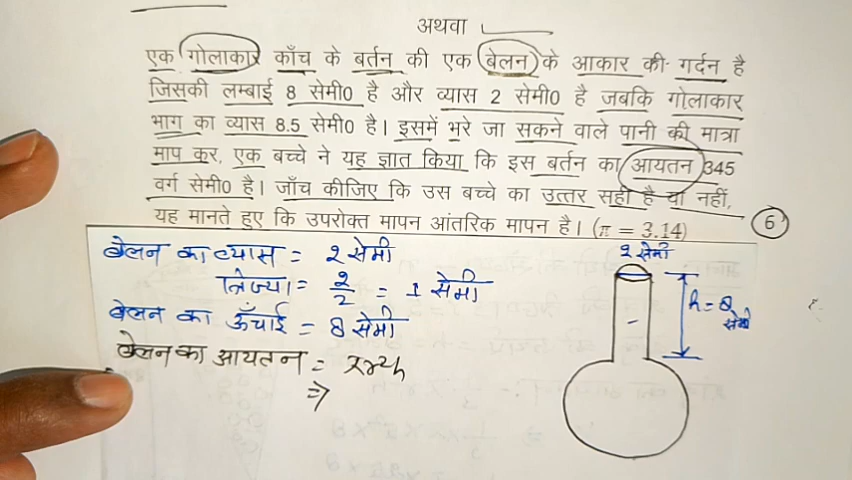 अथवा
एक गोलाकार काँच के बर्तन की एक बेलन के आकार की गर्दन है
जिसकी लम्बाई 8 सेमी0 है और व्यास 2 सेमी0 है जबकि गोलाकार
भाग का व्यास 8.5 सेमी0 है। इसमें भरे जा सकने वाले पानी की मात्रा
माप कर, एक बच्चे ने यह ज्ञात किया कि इस बर्तन का आयतन 345
वर्ग सेमी0 है। जाँच कीजिए कि उस बच्चे का उत्तर सही है या नहीं,
यह मानते हुए कि उपरोक्त मापन आंतरिक मापन है। (π = 3.14)
6
बेलन का व्यास = 2 सेमी
त्रिज्या = 2/2 = 1 सेमी
बेलन का ऊँचाई = 8 सेमी
बेलन का आयतन = πr²h
⇒
2 सेमी
h = 8
सेमी